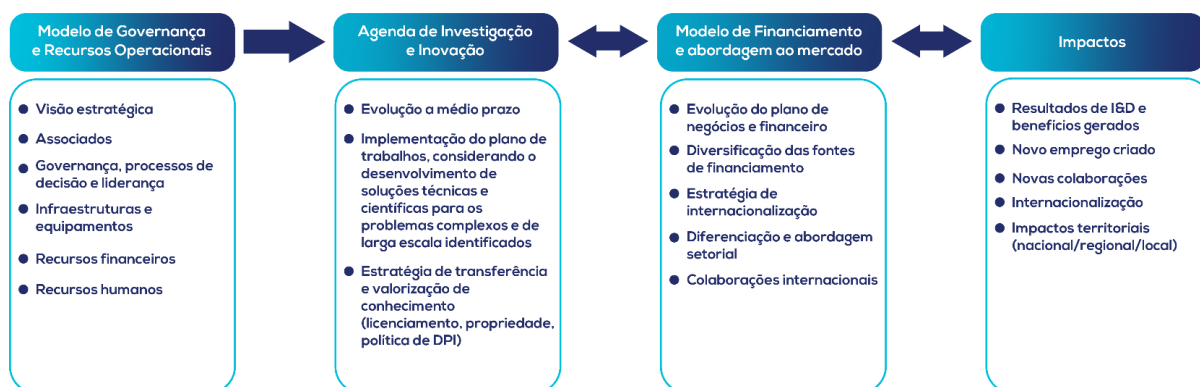 Modelo de Governança
e Recursos Operacionais
Visão estratégica
Associados
Governança, processos de
decisão e liderança
Infraestruturas e
equipamentos
Recursos financeiros
Recursos humanos
Agenda de Investigação
e Inovação
Evolução a médio prazo
Implementação do plano de
trabalhos, considerando o
desenvolvimento de
soluções técnicas e
científicas para os
problemas complexos e de
larga escala identificados
Estratégia de transferência
e valorização de
conhecimento
(licenciamento, propriedade,
política de DPI)
Modelo de Financiamento
e abordagem ao mercado
Evolução do plano de
negócios e financeiro
Diversificação das fontes
de financiamento
Estratégia de
internacionalização
Diferenciação e abordagem
setorial
Colaborações internacionais
Impactos
Resultados de I&D e
benefícios gerados
Novo emprego criado
Novas colaborações
Internacionalização
Impactos territoriais
(nacional/regional/local)